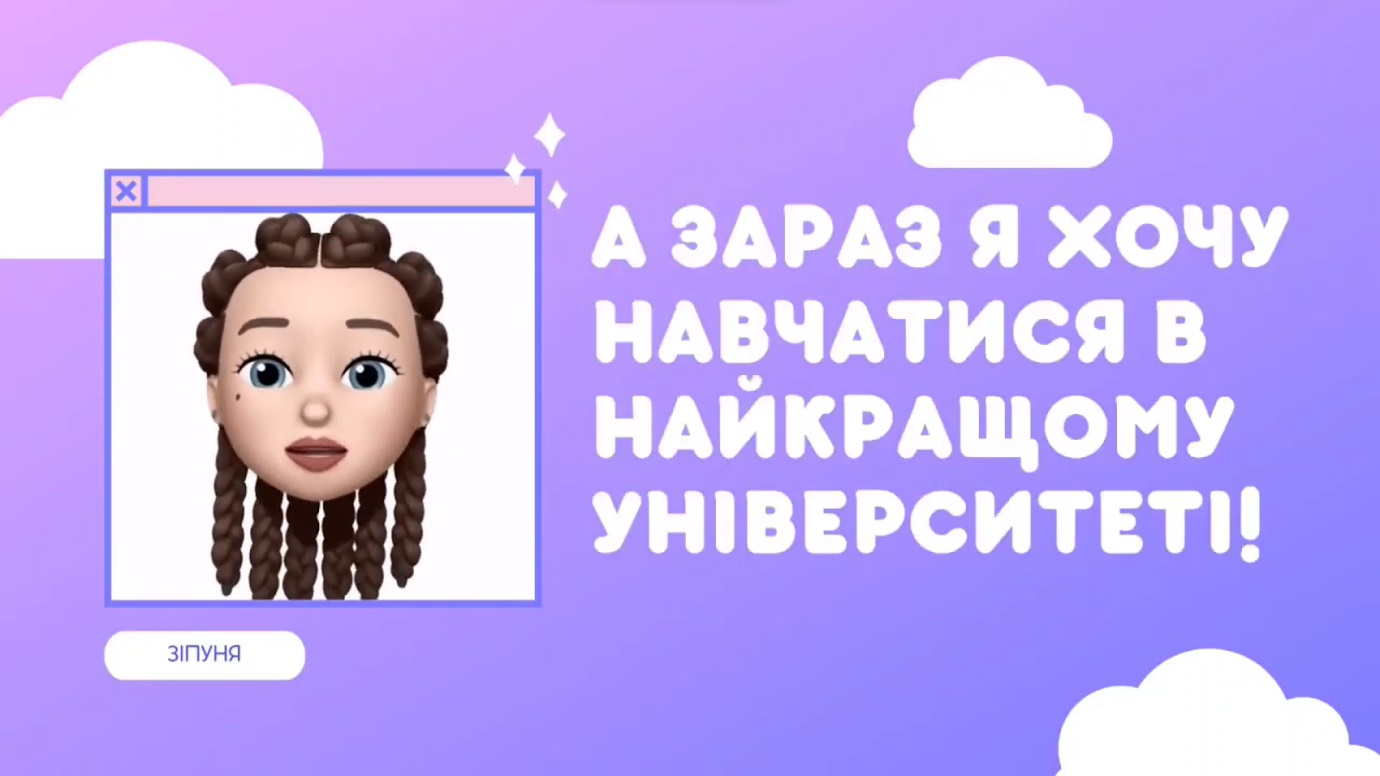 А ЗАРАЗ Я ХОЧУ
НАВЧАТИСЯ В
НАЙКРАЩОМУ
УНІВЕРСИТЕТІ!
ЗІПУНЯ